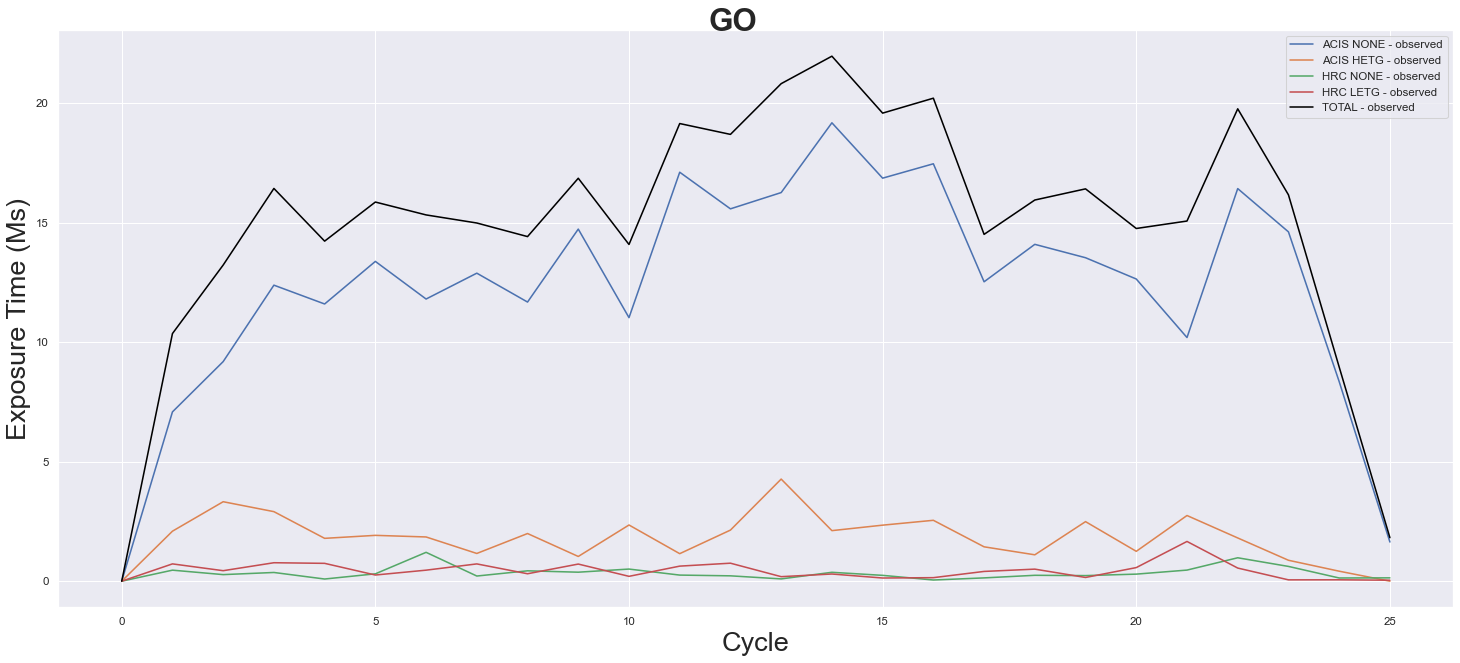 GO
ACIS NONE - observed
ACIS HETG - observed
HRC NONE - observed
HRC LETG - observed
TOTAL - observed
Exposure Time (Ms)
20
15
10
5
0
0 5 10 15 20 25
Cycle